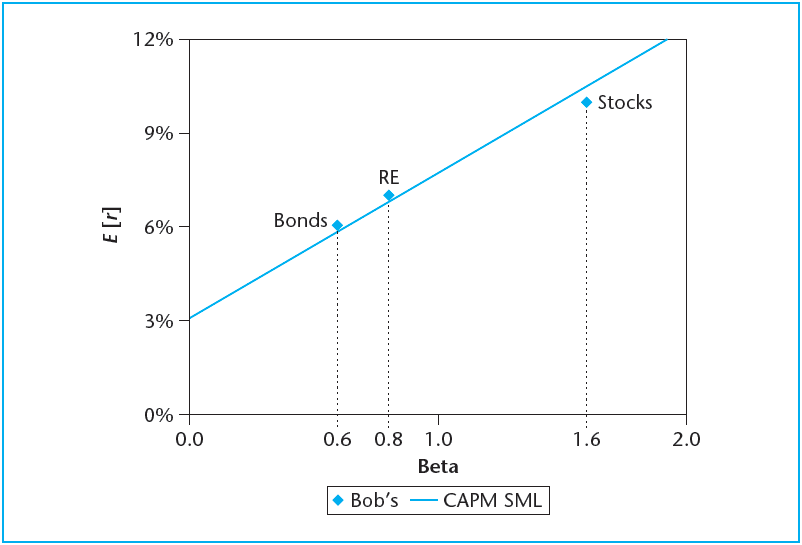 12%
9%
6%
3%
0%
E [r]
Stocks
RE
Bonds
0.0 0.6 0.8 1.0 1.6 2.0
Beta
Bob's CAPM SML